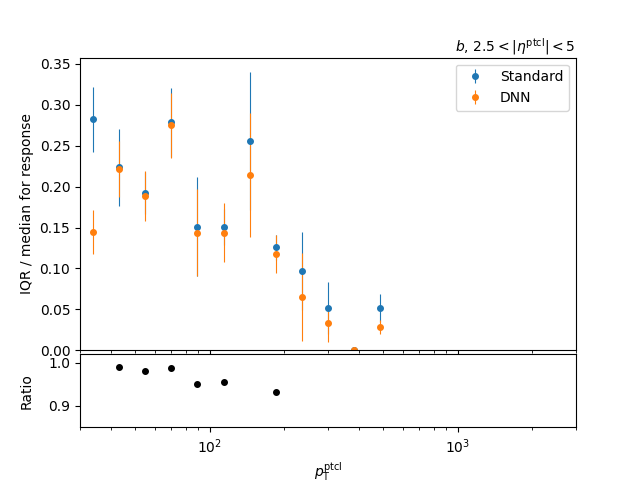 b, 2.5 < |η^ptcl| < 5
0.35
0.30
0.25
0.20
0.15
0.10
0.05
0.00
IQR / median for response
Standard
DNN
1.0
0.9
Ratio
10^2
10^3
p_T^ptcl